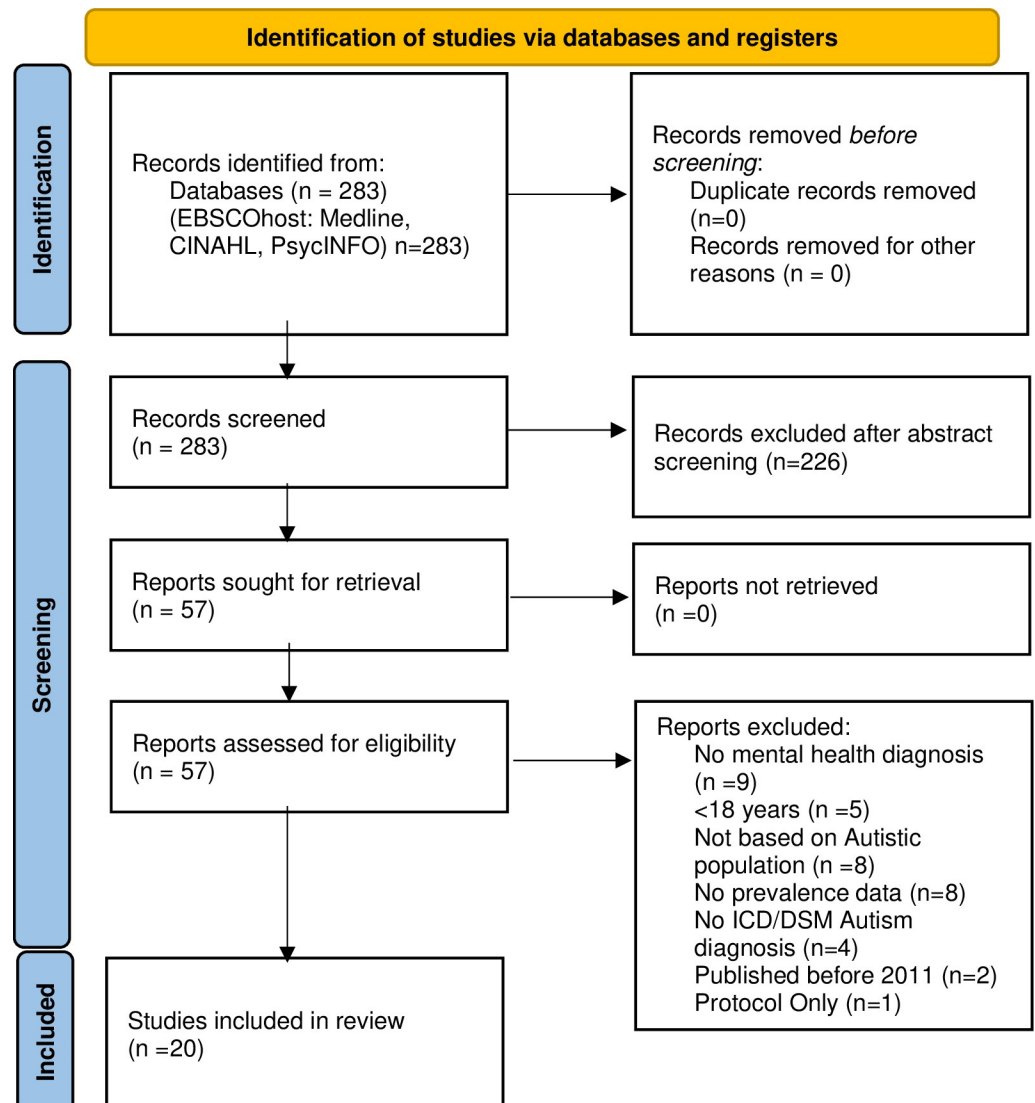 Identification of studies via databases and registers
Identification
Records identified from:
Databases (n = 283)
(EBSCOhost: Medline,
CINAHL, PsycINFO) n=283)
Records removed before
screening:
Duplicate records removed
(n=0)
Records removed for other
reasons (n = 0)
Screening
Records screened
(n = 283)
Records excluded after abstract
screening (n=226)
Reports sought for retrieval
(n = 57)
Reports not retrieved
(n =0)
Reports assessed for eligibility
(n = 57)
Reports excluded:
No mental health diagnosis
(n =9)
<18 years (n =5)
Not based on Autistic
population (n =8)
No prevalence data (n=8)
No ICD/DSM Autism
diagnosis (n=4)
Published before 2011 (n=2)
Protocol Only (n=1)
Included
Studies included in review
(n =20)